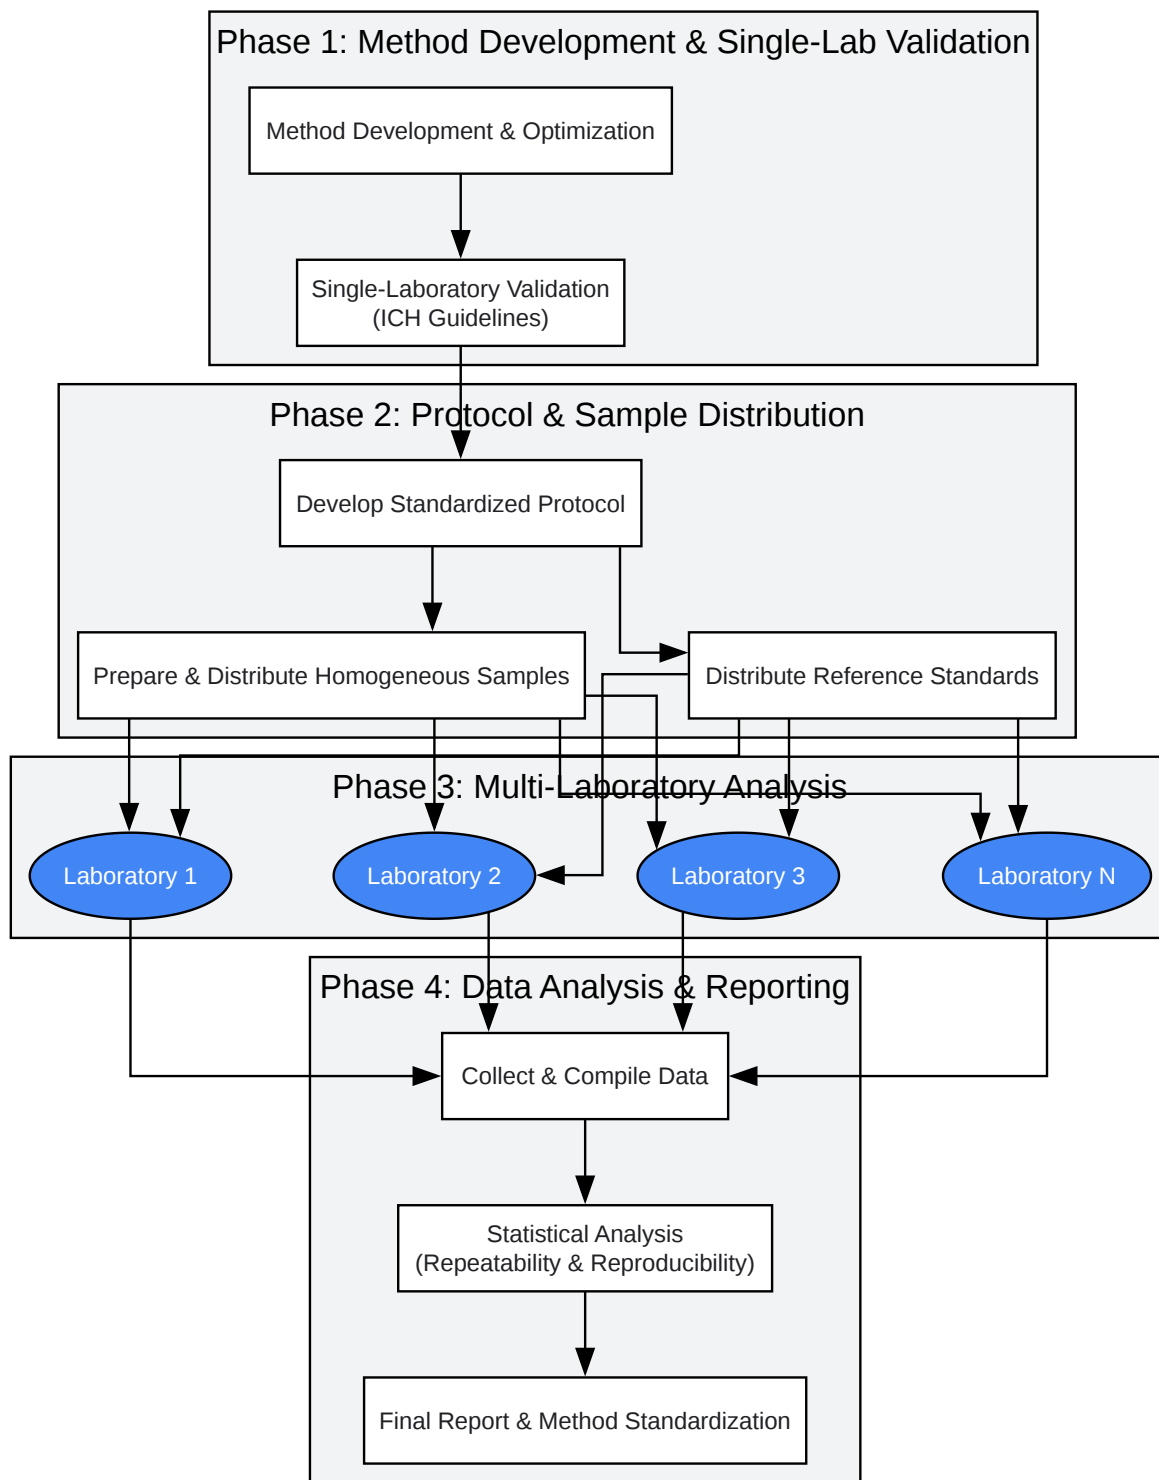 Phase 1: Method Development & Single-Lab Validation
Method Development & Optimization
Single-Laboratory Validation
(ICH Guidelines)
Phase 2: Protocol & Sample Distribution
Develop Standardized Protocol
Prepare & Distribute Homogeneous Samples
Distribute Reference Standards
Phase 3: Multi-Laboratory Analysis
Laboratory 1
Laboratory 2
Laboratory 3
Laboratory N
Phase 4: Data Analysis & Reporting
Collect & Compile Data
Statistical Analysis
(Repeatability & Reproducibility)
Final Report & Method Standardization